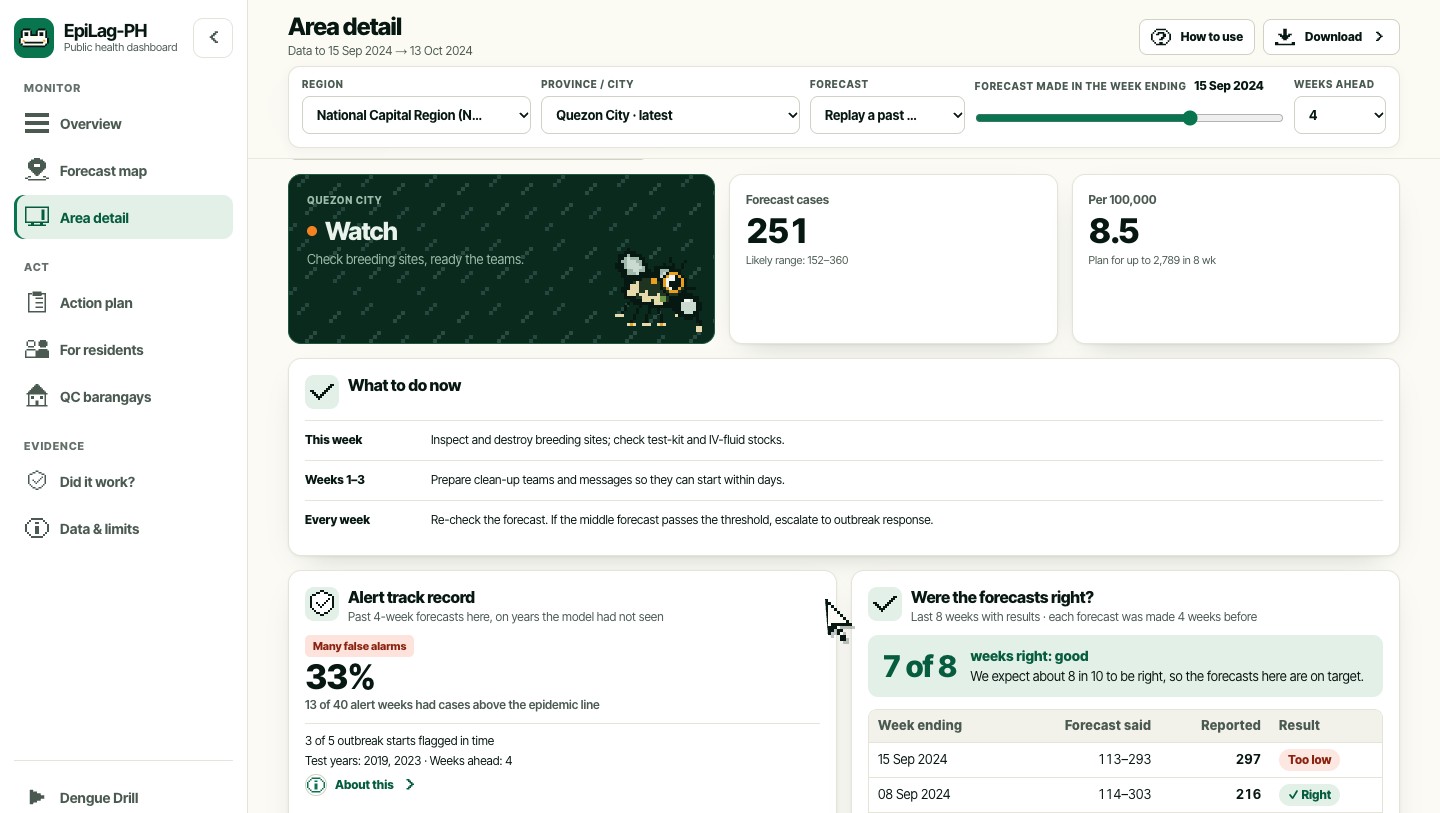 EpiLag-PH
Public health dashboard
MONITOR
Overview
Forecast map
Area detail
ACT
Action plan
For residents
QC barangays
EVIDENCE
Did it work?
Data & limits
Dengue Drill
Area detail
Data to 15 Sep 2024 → 13 Oct 2024
How to use
Download
REGION
National Capital Region (N...
PROVINCE / CITY
Quezon City · latest
FORECAST
Replay a past ...
FORECAST MADE IN THE WEEK ENDING 15 Sep 2024
WEEKS AHEAD
4
QUEZON CITY
Watch
Check breeding sites, ready the teams.
Forecast cases
251
Likely range: 152–360
Per 100,000
8.5
Plan for up to 2,789 in 8 wk
What to do now
This week Inspect and destroy breeding sites; check test-kit and IV-fluid stocks.
Weeks 1–3 Prepare clean-up teams and messages so they can start within days.
Every week Re-check the forecast. If the middle forecast passes the threshold, escalate to outbreak response.
Alert track record
Past 4-week forecasts here, on years the model had not seen
Many false alarms
33%
13 of 40 alert weeks had cases above the epidemic line
3 of 5 outbreak starts flagged in time
Test years: 2019, 2023 · Weeks ahead: 4
About this
Were the forecasts right?
Last 8 weeks with results · each forecast was made 4 weeks before
7 of 8
weeks right: good
We expect about 8 in 10 to be right, so the forecasts here are on target.
Week ending Forecast said Reported Result
15 Sep 2024 113–293 297 Too low
08 Sep 2024 114–303 216 ✓ Right